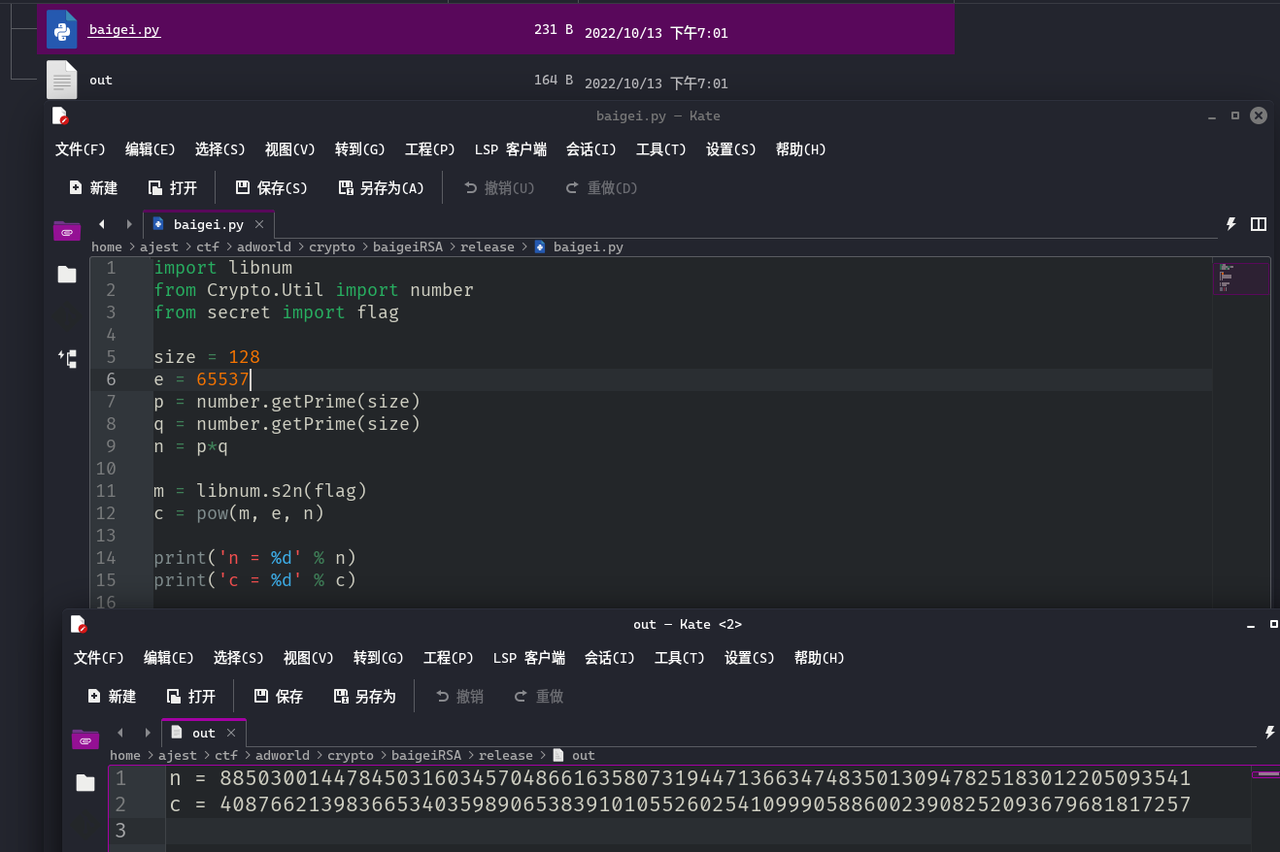 baigei.py 231 B 2022/10/13 下午7:01
out 164 B 2022/10/13 下午7:01
baigei.py — Kate
文件(F) 编辑(E) 选择(S) 视图(V) 转到(G) 工程(P) LSP 客户端 会话(I) 工具(T) 设置(S) 帮助(H)
新建 打开 保存(S) 另存为(A) 撤销(U) 重做(D)
baigei.py
home > ajest > ctf > adworld > crypto > baigeiRSA > release > baigei.py
1 import libnum
2 from Crypto.Util import number
3 from secret import flag
4
5 size = 128
6 e = 65537
7 p = number.getPrime(size)
8 q = number.getPrime(size)
9 n = p*q
10
11 m = libnum.s2n(flag)
12 c = pow(m, e, n)
13
14 print('n = %d' % n)
15 print('c = %d' % c)
16
out — Kate <2>
文件(F) 编辑(E) 选择(S) 视图(V) 转到(G) 工程(P) LSP 客户端 会话(I) 工具(T) 设置(S) 帮助(H)
新建 打开 保存 另存为 撤销 重做
out
home > ajest > ctf > adworld > crypto > baigeiRSA > release > out
1 n = 88503001447845031603457048661635807319447136634748350130947825183012205093541
2 c = 40876621398366534035989065383910105526025410999058860023908252093679681817257
3